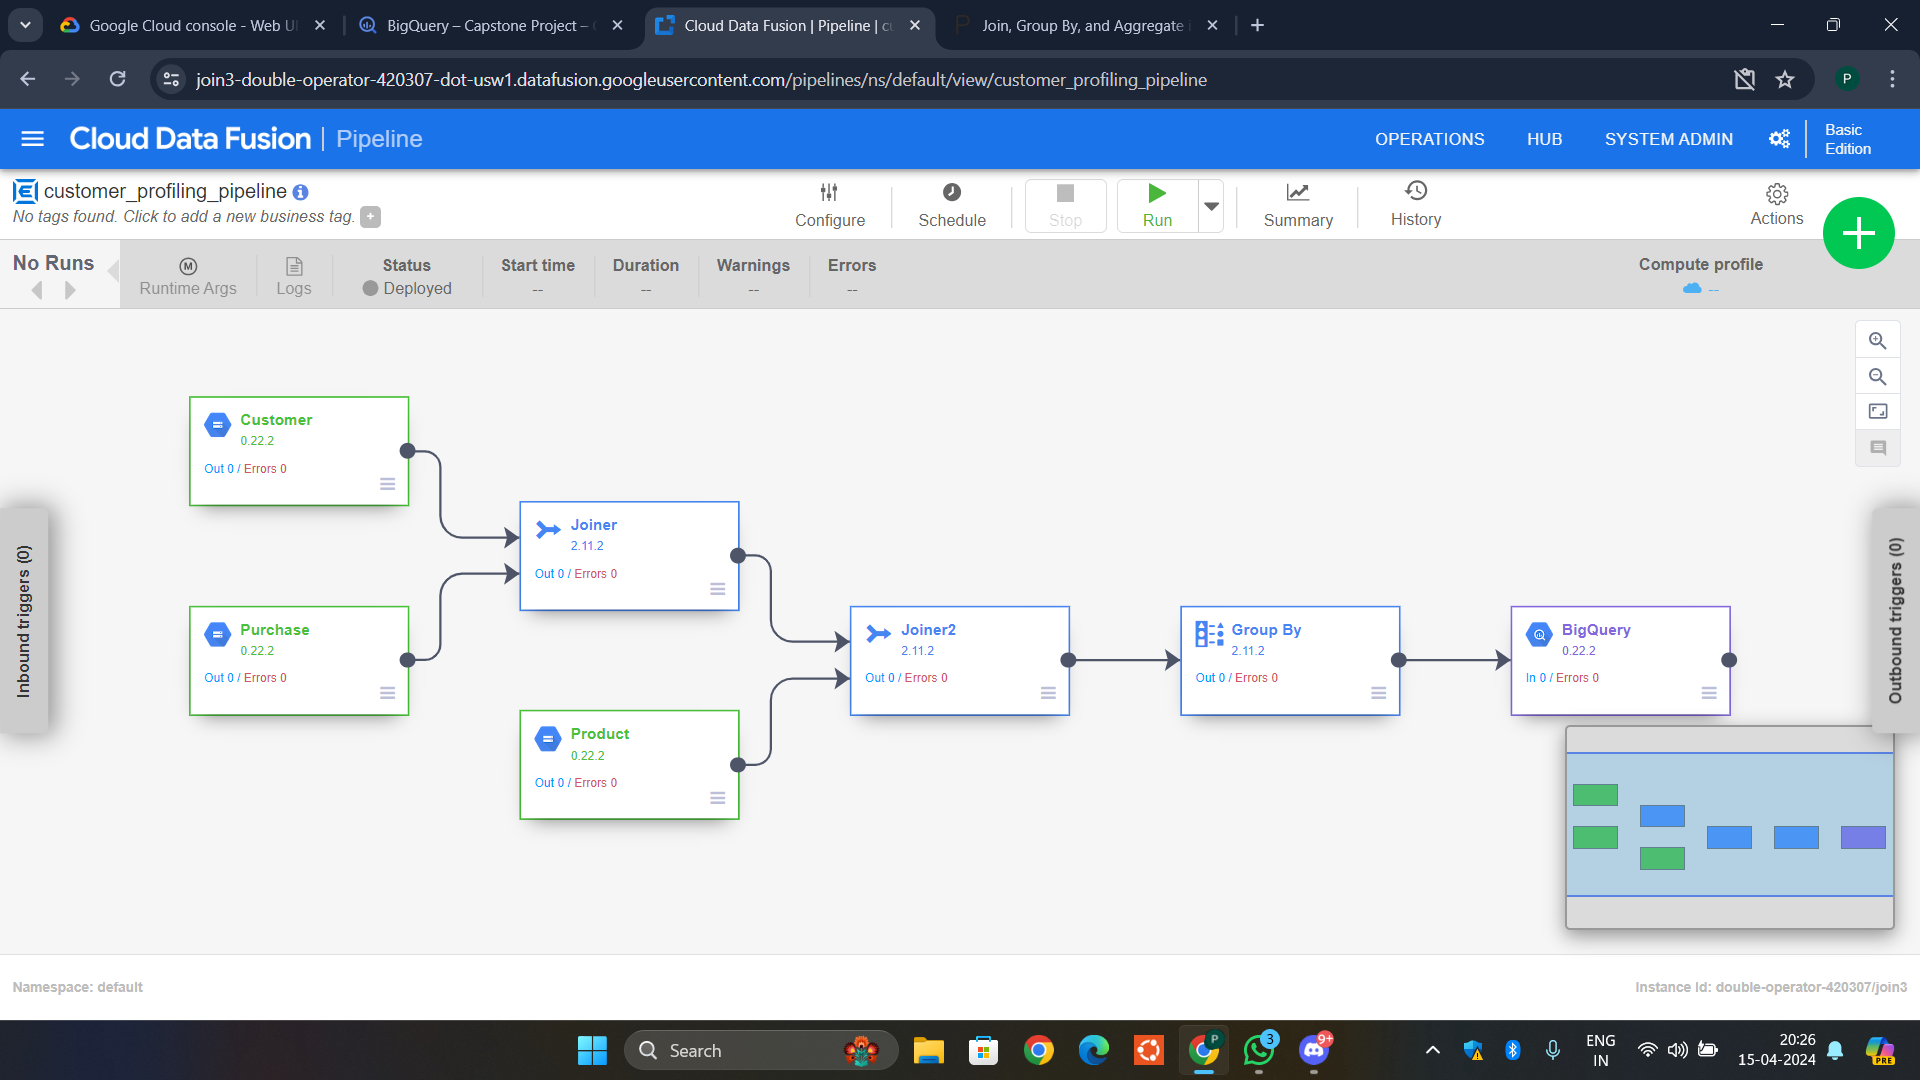 Google Cloud console - Web UI
BigQuery – Capstone Project –
Cloud Data Fusion | Pipeline | cu
Join, Group By, and Aggregate i
join3-double-operator-420307-dot-usw1.datafusion.googleusercontent.com/pipelines/ns/default/view/customer_profiling_pipeline
P
Cloud Data Fusion | Pipeline
OPERATIONS
HUB
SYSTEM ADMIN
Basic
Edition
customer_profiling_pipeline
No tags found. Click to add a new business tag.
Configure
Schedule
Stop
Run
Summary
History
Actions
No Runs
Runtime Args
Logs
Status
Deployed
Start time
--
Duration
--
Warnings
--
Errors
--
Compute profile
--
Customer
0.22.2
Out 0 / Errors 0
Joiner
2.11.2
Out 0 / Errors 0
Purchase
0.22.2
Out 0 / Errors 0
Joiner2
2.11.2
Out 0 / Errors 0
Group By
2.11.2
Out 0 / Errors 0
BigQuery
0.22.2
In 0 / Errors 0
Product
0.22.2
Out 0 / Errors 0
Inbound triggers (0)
Outbound triggers (0)
Namespace: default
Instance Id: double-operator-420307/join3
Search
P
3
9+
ENG
IN
20:26
15-04-2024
PRE